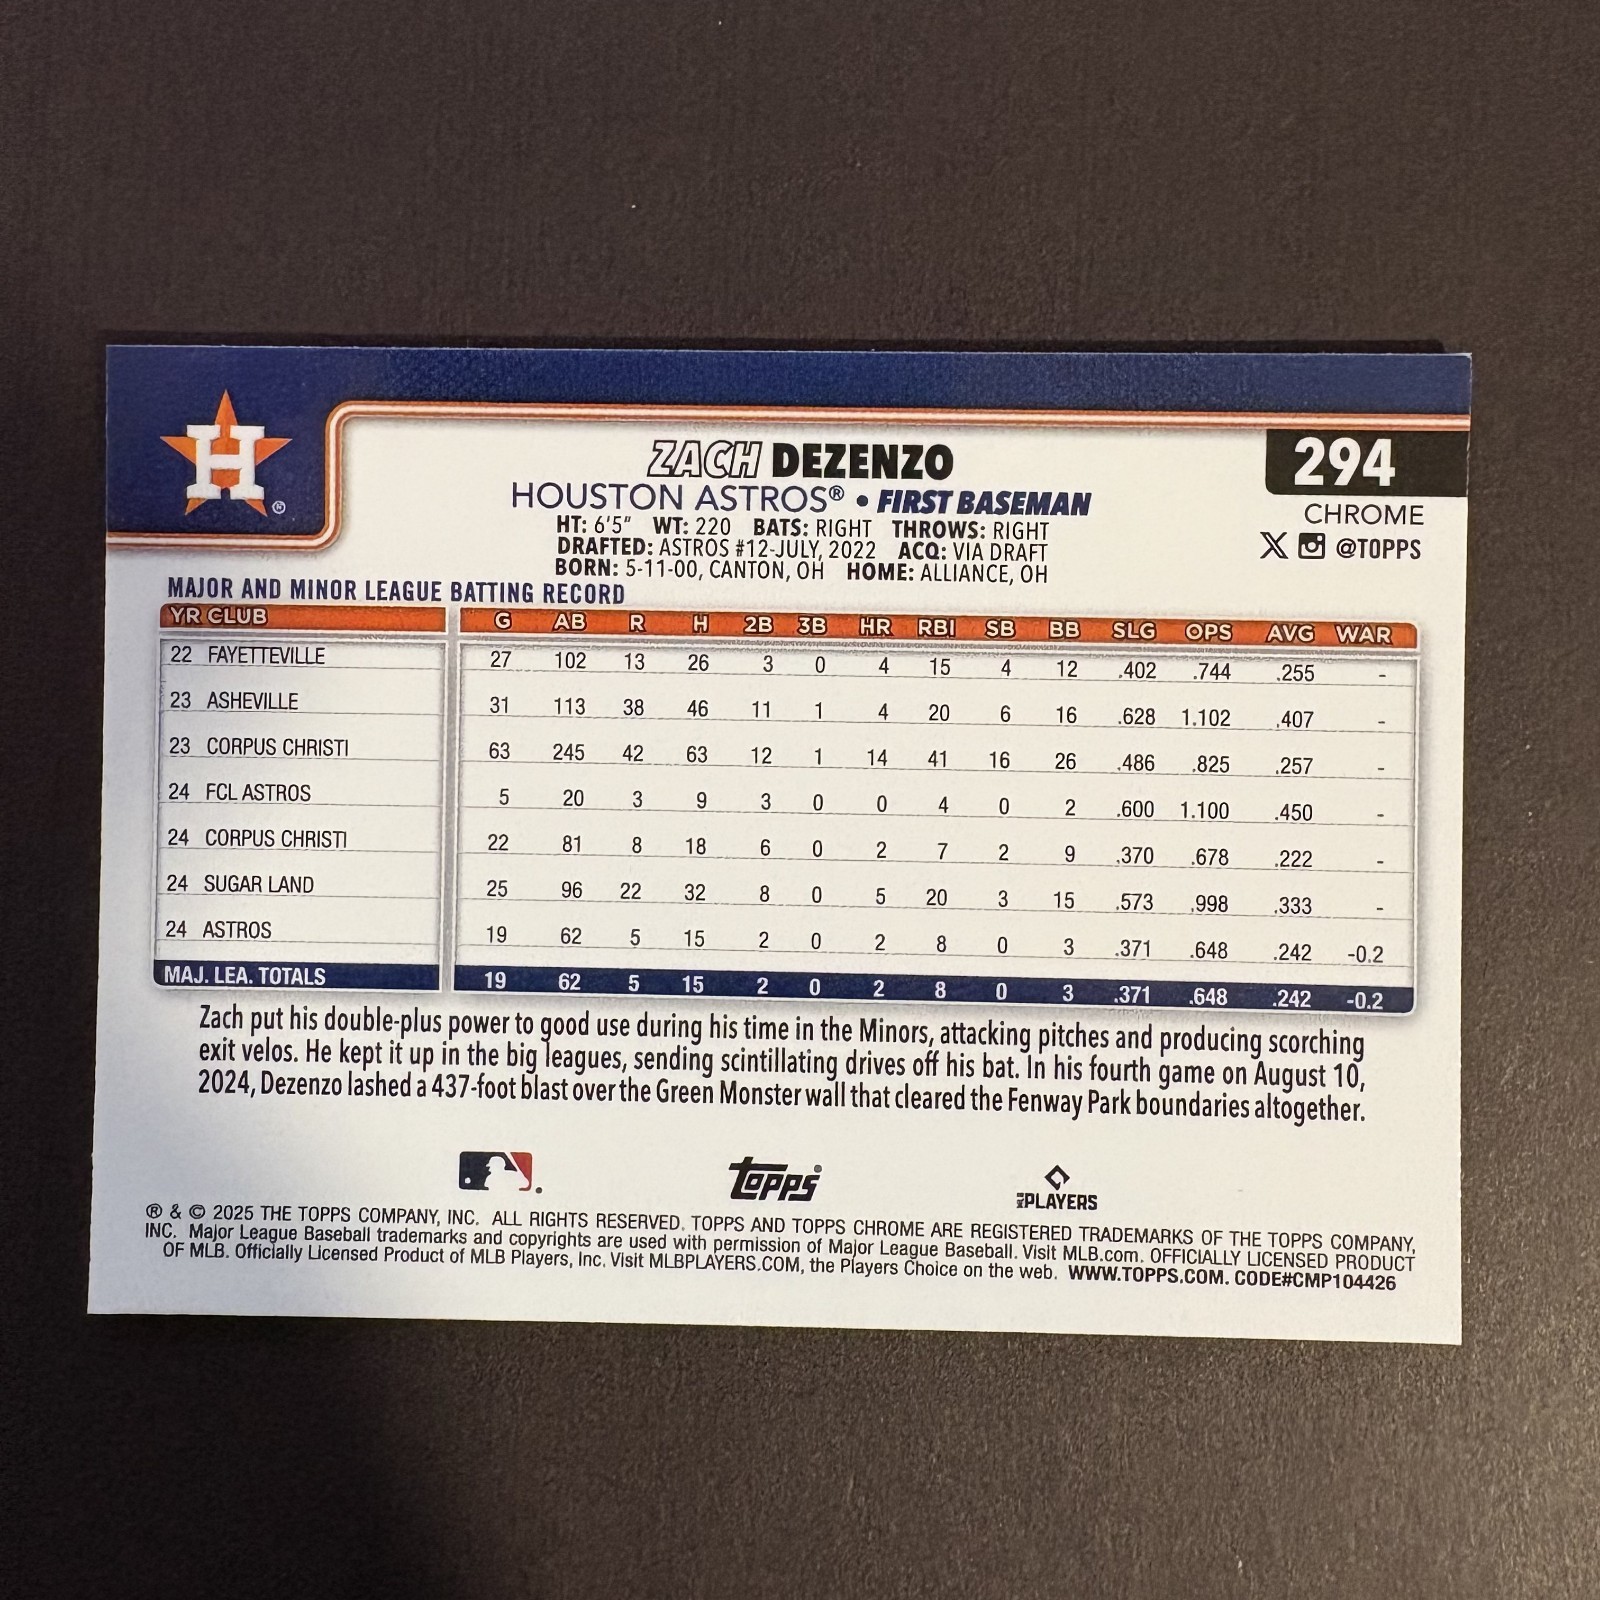 H ®
294
CHROME
X @TOPPS
ZACH DEZENZO
HOUSTON ASTROS® • FIRST BASEMAN
HT: 6'5" WT: 220 BATS: RIGHT THROWS: RIGHT
DRAFTED: ASTROS #12-JULY, 2022 ACQ: VIA DRAFT
BORN: 5-11-00, CANTON, OH HOME: ALLIANCE, OH
MAJOR AND MINOR LEAGUE BATTING RECORD
YR CLUB G AB R H 2B 3B HR RBI SB BB SLG OPS AVG WAR
22 FAYETTEVILLE 27 102 13 26 3 0 4 15 4 12 .402 .744 .255 -
23 ASHEVILLE 31 113 38 46 11 1 4 20 6 16 .628 1.102 .407 -
23 CORPUS CHRISTI 63 245 42 63 12 1 14 41 16 26 .486 .825 .257 -
24 FCL ASTROS 5 20 3 9 3 0 0 4 0 2 .600 1.100 .450 -
24 CORPUS CHRISTI 22 81 8 18 6 0 2 7 2 9 .370 .678 .222 -
24 SUGAR LAND 25 96 22 32 8 0 5 20 3 15 .573 .998 .333 -
24 ASTROS 19 62 5 15 2 0 2 8 0 3 .371 .648 .242 -0.2
MAJ. LEA. TOTALS 19 62 5 15 2 0 2 8 0 3 .371 .648 .242 -0.2
Zach put his double-plus power to good use during his time in the Minors, attacking pitches and producing scorching
exit velos. He kept it up in the big leagues, sending scintillating drives off his bat. In his fourth game on August 10,
2024, Dezenzo lashed a 437-foot blast over the Green Monster wall that cleared the Fenway Park boundaries altogether.
topps
PLAYERS
® & © 2025 THE TOPPS COMPANY, INC. ALL RIGHTS RESERVED. TOPPS AND TOPPS CHROME ARE REGISTERED TRADEMARKS OF THE TOPPS COMPANY,
INC. Major League Baseball trademarks and copyrights are used with permission of Major League Baseball. Visit MLB.com. OFFICIALLY LICENSED PRODUCT
OF MLB. Officially Licensed Product of MLB Players, Inc. Visit MLBPLAYERS.COM, the Players Choice on the web. WWW.TOPPS.COM. CODE#CMP104426